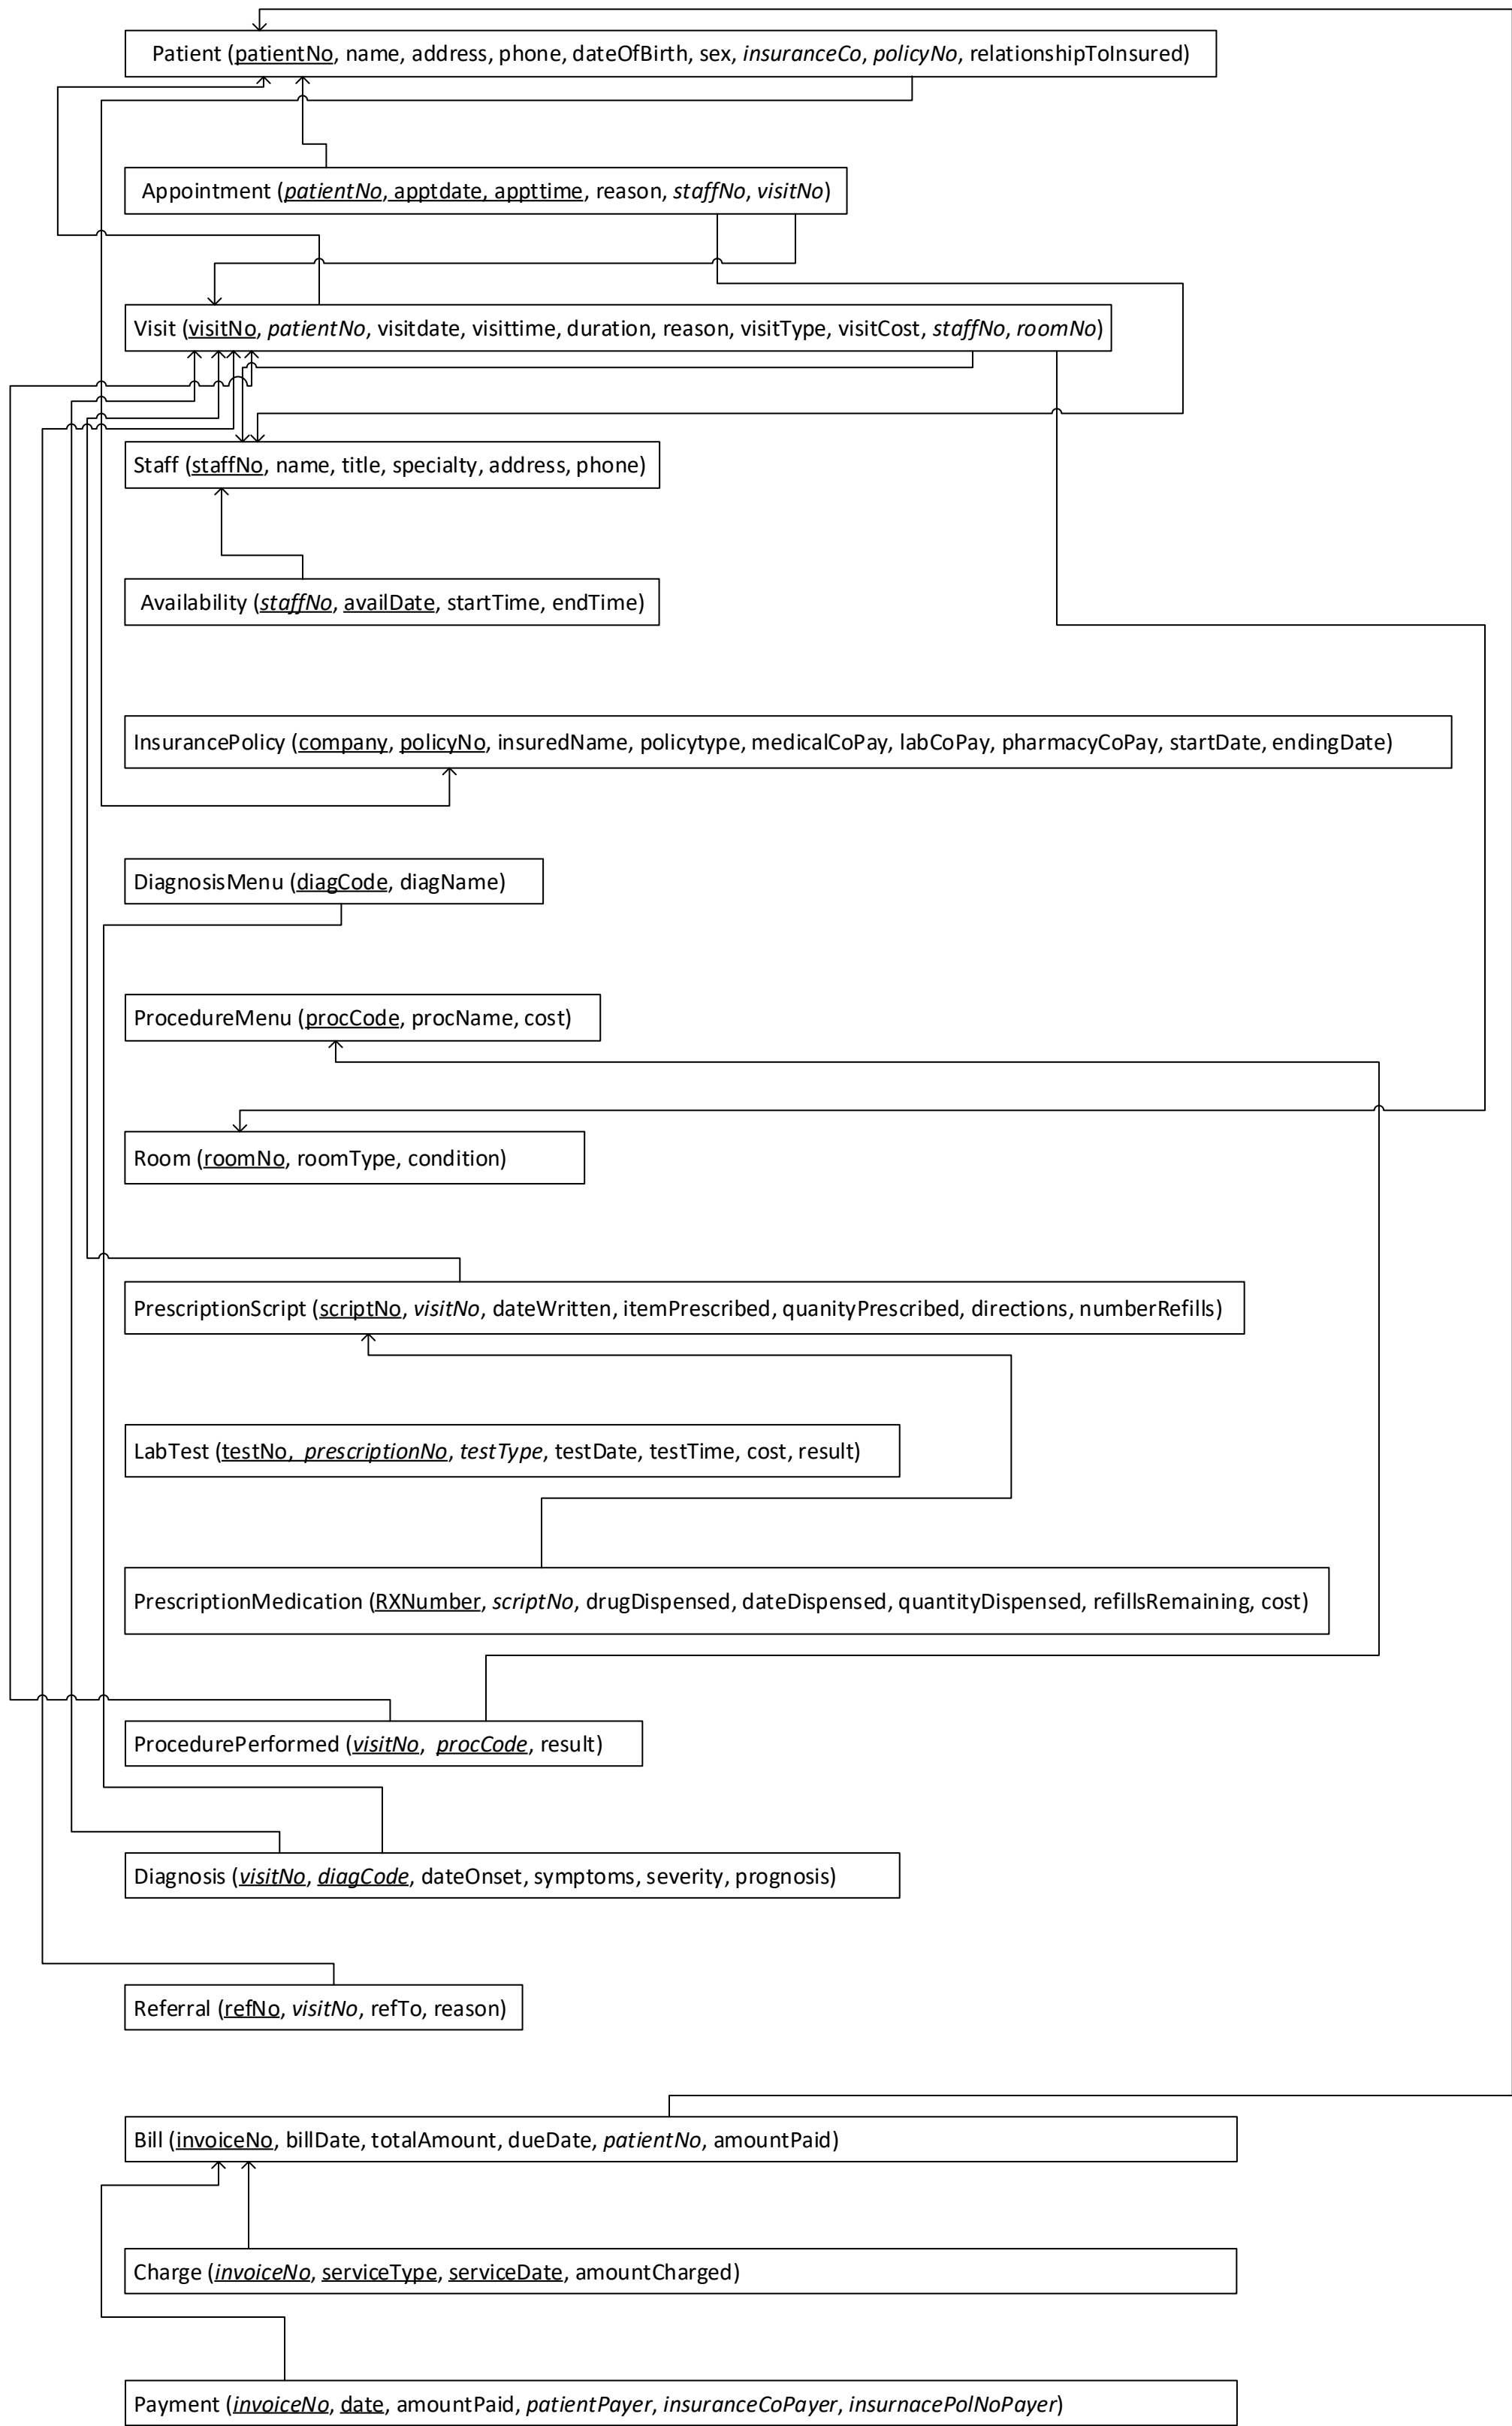 Patient (patientNo, name, address, phone, dateOfBirth, sex, insuranceCo, policyNo, relationshipToInsured)
Appointment (patientNo, apptdate, appttime, reason, staffNo, visitNo)
Visit (visitNo, patientNo, visitdate, visittime, duration, reason, visitType, visitCost, staffNo, roomNo)
Staff (staffNo, name, title, specialty, address, phone)
Availability (staffNo, availDate, startTime, endTime)
InsurancePolicy (company, policyNo, insuredName, policytype, medicalCoPay, labCoPay, pharmacyCoPay, startDate, endingDate)
DiagnosisMenu (diagCode, diagName)
ProcedureMenu (procCode, procName, cost)
Room (roomNo, roomType, condition)
PrescriptionScript (scriptNo, visitNo, dateWritten, itemPrescribed, quanityPrescribed, directions, numberRefills)
LabTest (testNo, prescriptionNo, testType, testDate, testTime, cost, result)
PrescriptionMedication (RXNumber, scriptNo, drugDispensed, dateDispensed, quantityDispensed, refillsRemaining, cost)
ProcedurePerformed (visitNo, procCode, result)
Diagnosis (visitNo, diagCode, dateOnset, symptoms, severity, prognosis)
Referral (refNo, visitNo, refTo, reason)
Bill (invoiceNo, billDate, totalAmount, dueDate, patientNo, amountPaid)
Charge (invoiceNo, serviceType, serviceDate, amountCharged)
Payment (invoiceNo, date, amountPaid, patientPayer, insuranceCoPayer, insurnacePolNoPayer)